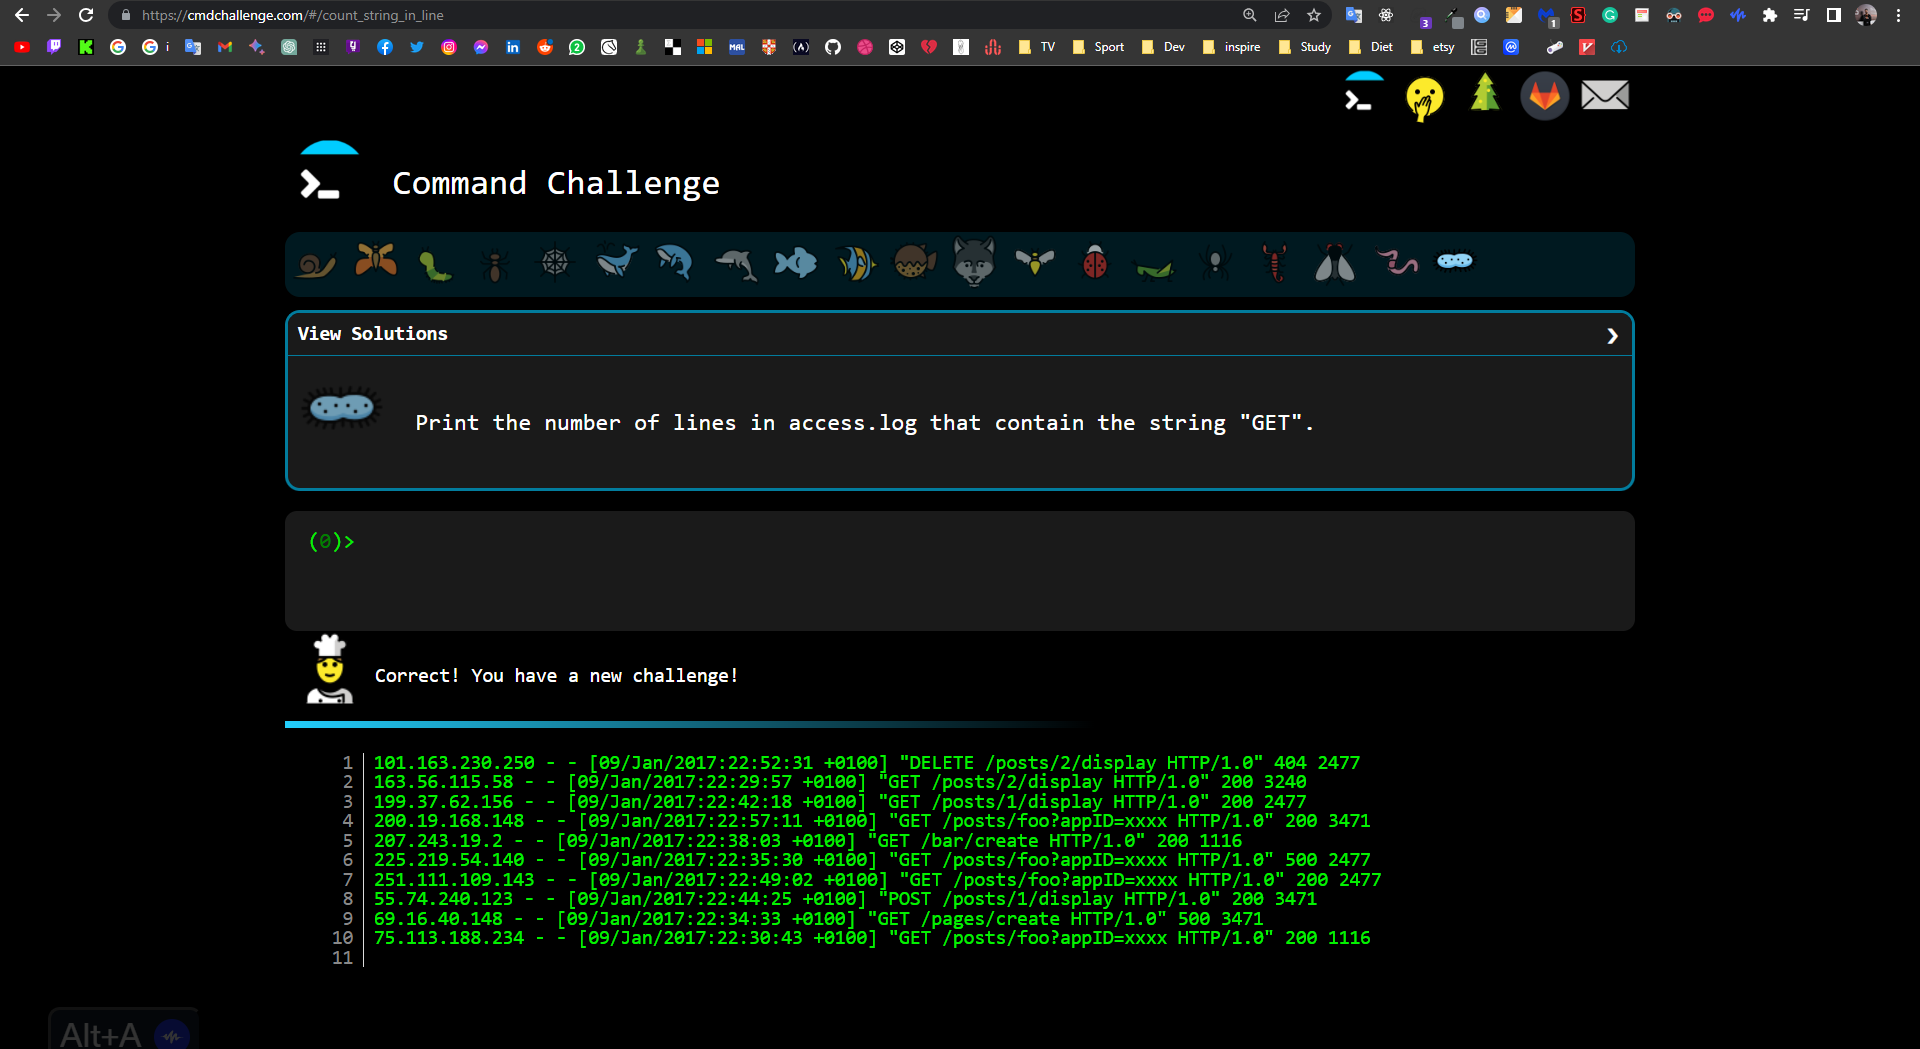 https://cmdchallenge.com/#/count_string_in_line
TV Sport Dev inspire Study Diet etsy
Command Challenge
View Solutions
Print the number of lines in access.log that contain the string "GET".
(0)>
Correct! You have a new challenge!
1 101.163.230.250 - - [09/Jan/2017:22:52:31 +0100] "DELETE /posts/2/display HTTP/1.0" 404 2477
2 163.56.115.58 - - [09/Jan/2017:22:29:57 +0100] "GET /posts/2/display HTTP/1.0" 200 3240
3 199.37.62.156 - - [09/Jan/2017:22:42:18 +0100] "GET /posts/1/display HTTP/1.0" 200 2477
4 200.19.168.148 - - [09/Jan/2017:22:57:11 +0100] "GET /posts/foo?appID=xxxx HTTP/1.0" 200 3471
5 207.243.19.2 - - [09/Jan/2017:22:38:03 +0100] "GET /bar/create HTTP/1.0" 200 1116
6 225.219.54.140 - - [09/Jan/2017:22:35:30 +0100] "GET /posts/foo?appID=xxxx HTTP/1.0" 500 2477
7 251.111.109.143 - - [09/Jan/2017:22:49:02 +0100] "GET /posts/foo?appID=xxxx HTTP/1.0" 200 2477
8 55.74.240.123 - - [09/Jan/2017:22:44:25 +0100] "POST /posts/1/display HTTP/1.0" 200 3471
9 69.16.40.148 - - [09/Jan/2017:22:34:33 +0100] "GET /pages/create HTTP/1.0" 500 3471
10 75.113.188.234 - - [09/Jan/2017:22:30:43 +0100] "GET /posts/foo?appID=xxxx HTTP/1.0" 200 1116
11
Alt+A